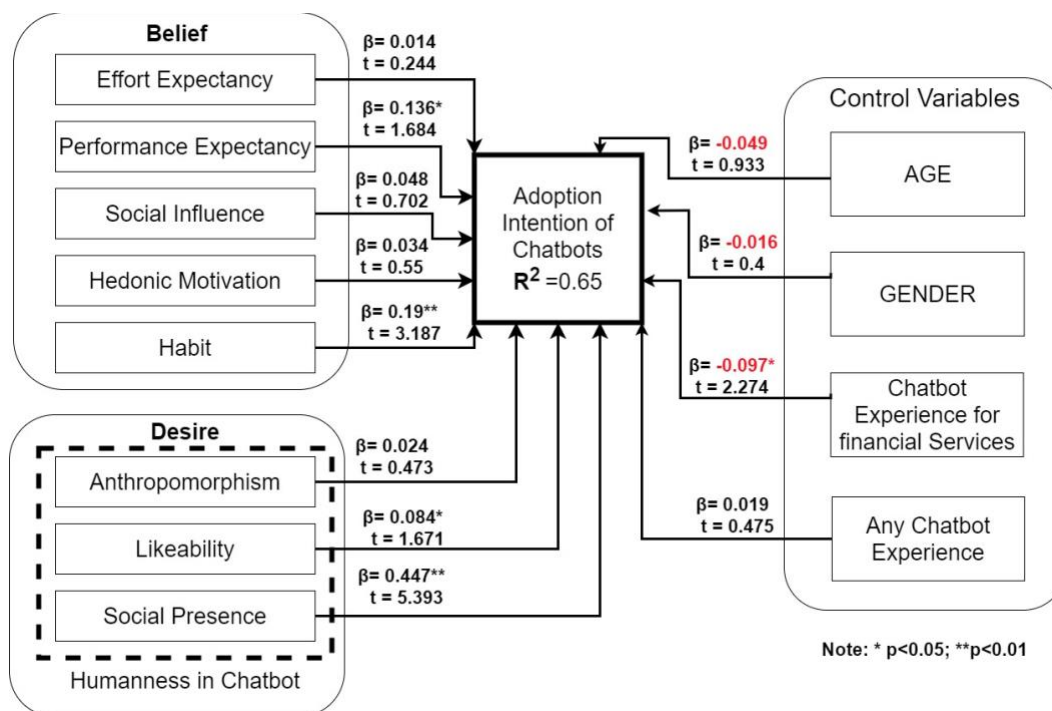 Belief
Effort Expectancy
Performance Expectancy
Social Influence
Hedonic Motivation
Habit
β= 0.014
t = 0.244
β= 0.136*
t = 1.684
β= 0.048
t = 0.702
β= 0.034
t = 0.55
β= 0.19**
t = 3.187
Desire
Anthropomorphism
Likeability
Social Presence
Humanness in Chatbot
β= 0.024
t = 0.473
β= 0.084*
t = 1.671
β= 0.447**
t = 5.393
Adoption
Intention of
Chatbots
R² =0.65
Control Variables
β= -0.049
t = 0.933
AGE
β= -0.016
t = 0.4
GENDER
β= -0.097*
t = 2.274
Chatbot
Experience for
financial Services
β= 0.019
t = 0.475
Any Chatbot
Experience
Note: * p<0.05; **p<0.01